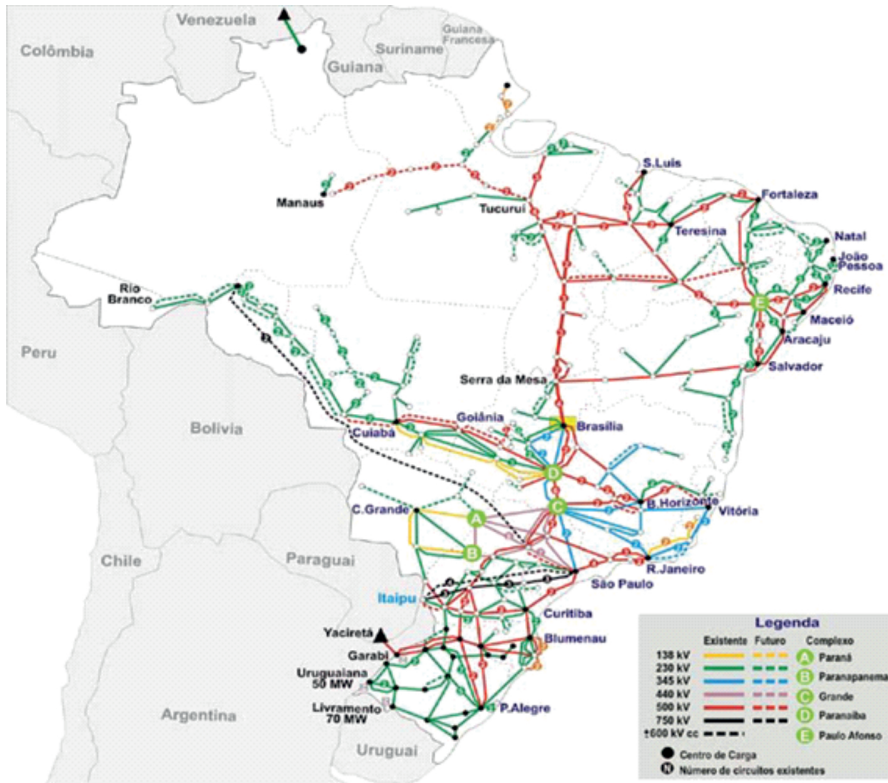 Venezuela
Colômbia
Guiana
Suriname
Guiana
Francesa
Manaus
Tucuruí
S.Luis
Fortaleza
Teresina
Natal
João
Pessoa
Recife
E
Maceió
Aracaju
Salvador
Rio
Branco
Peru
Bolívia
Serra da Mesa
Cuiabá
Goiânia
Brasília
D
C.Grande
A
B
C
B.Horizonte
Vitória
Chile
Paraguai
R.Janeiro
São Paulo
Itaipu
Curitiba
Yaciretá
Blumenau
Garabi
Uruguaiana
50 MW
Livramento
70 MW
P.Alegre
Argentina
Uruguai
Legenda
Existente Futuro Complexo
138 kV A Paraná
230 kV B Paranapanema
345 kV C Grande
440 kV D Paranaiba
500 kV E Paulo Afonso
750 kV
±600 kV cc
Centro de Carga
N Número de circuitos existentes